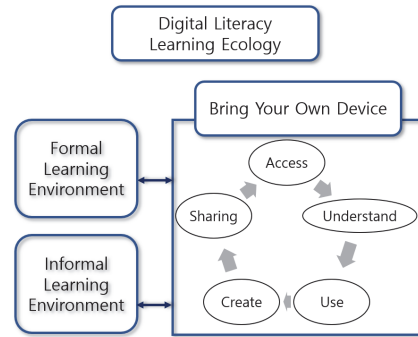 Digital Literacy
Learning Ecology
Bring Your Own Device
Formal
Learning
Environment
Access
Sharing
Understand
Informal
Learning
Environment
Create
Use